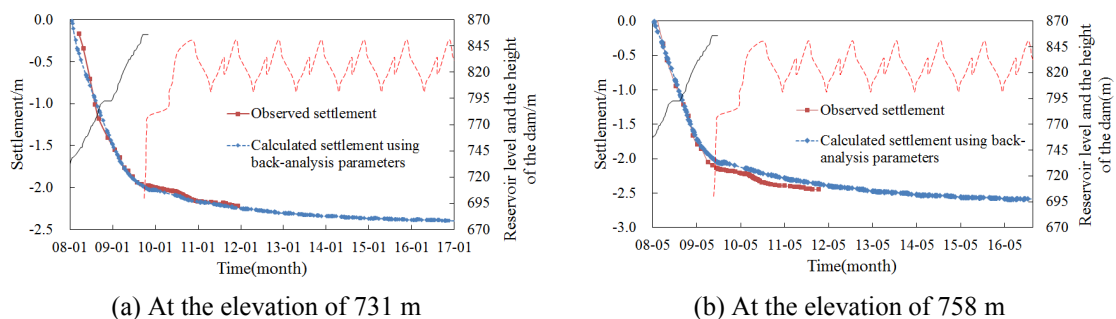 0.0
-0.5
-1.0
-1.5
-2.0
-2.5
Settlement/m
870
845
820
795
770
745
720
695
670
Reservoir level and the height
of the dam/m
Observed settlement
Calculated settlement using
back-analysis parameters
08-01 09-01 10-01 11-01 12-01 13-01 14-01 15-01 16-01 17-01
Time(month)
(a) At the elevation of 731 m
0.0
-0.5
-1.0
-1.5
-2.0
-2.5
-3.0
Settlement/m
870
845
820
795
770
745
720
695
670
Reservoir level and the height
of the dam(m)
Observed settlement
Calculated settlement using back-
analysis parameters
08-05 09-05 10-05 11-05 12-05 13-05 14-05 15-05 16-05
Time(month)
(b) At the elevation of 758 m